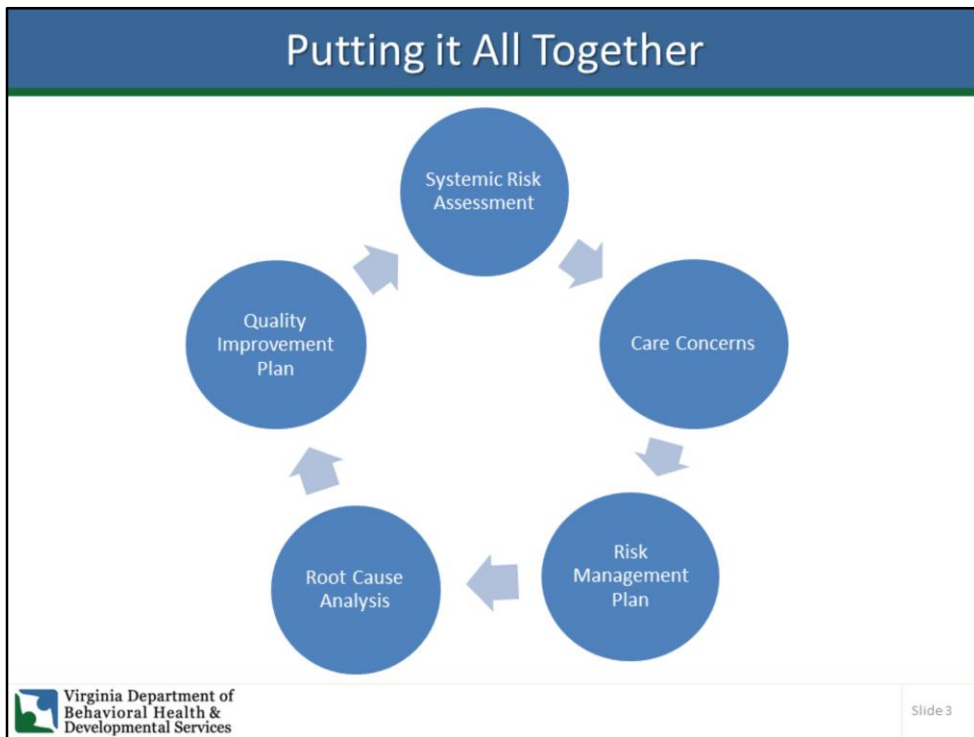 Putting it All Together
Systemic Risk
Assessment
Care Concerns
Risk
Management
Plan
Root Cause
Analysis
Quality
Improvement
Plan
Virginia Department of
Behavioral Health &
Developmental Services
Slide 3